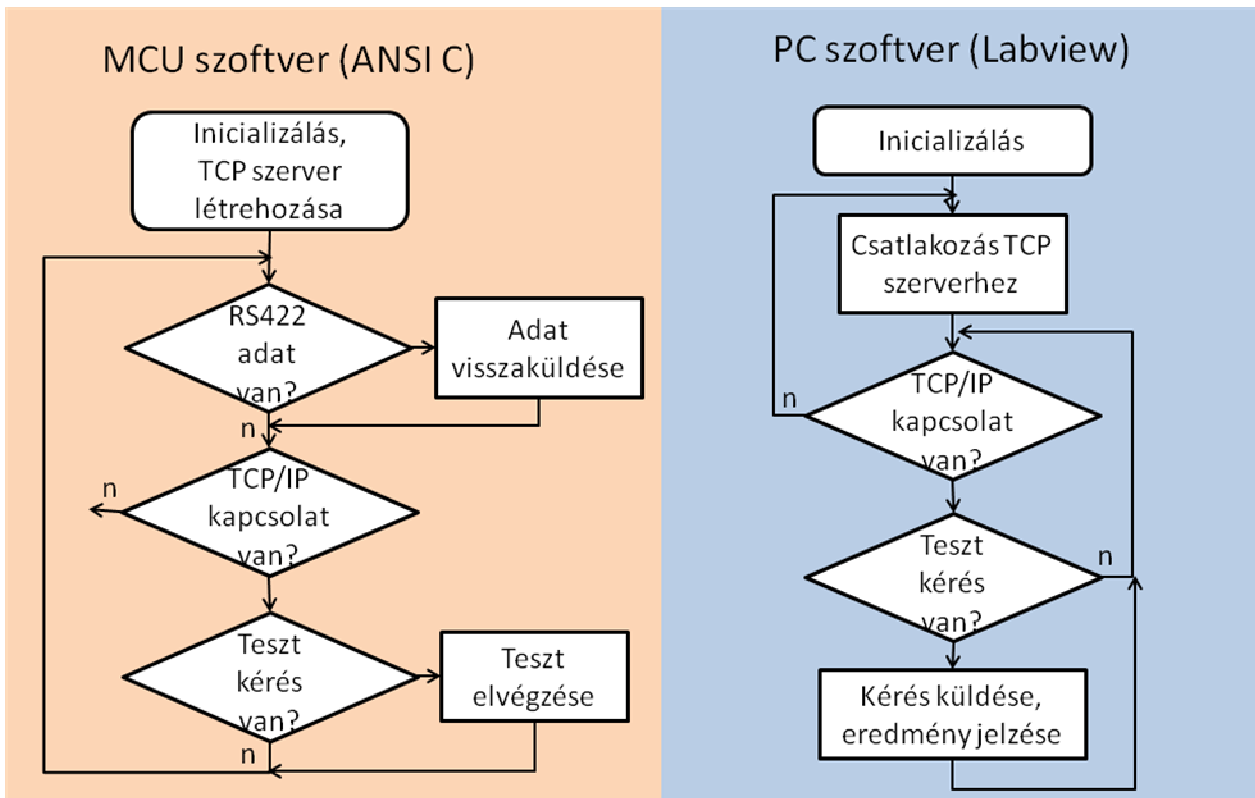 MCU szoftver (ANSI C)
Inicializálás,
TCP szerver
létrehozása
RS422
adat
van?
Adat
visszaküldése
n
TCP/IP
kapcsolat
van?
n
Teszt
kérés
van?
Teszt
elvégzése
n
PC szoftver (Labview)
Inicializálás
Csatlakozás TCP
szerverhez
TCP/IP
kapcsolat
van?
n
Teszt
kérés
van?
n
Kérés küldése,
eredmény jelzése